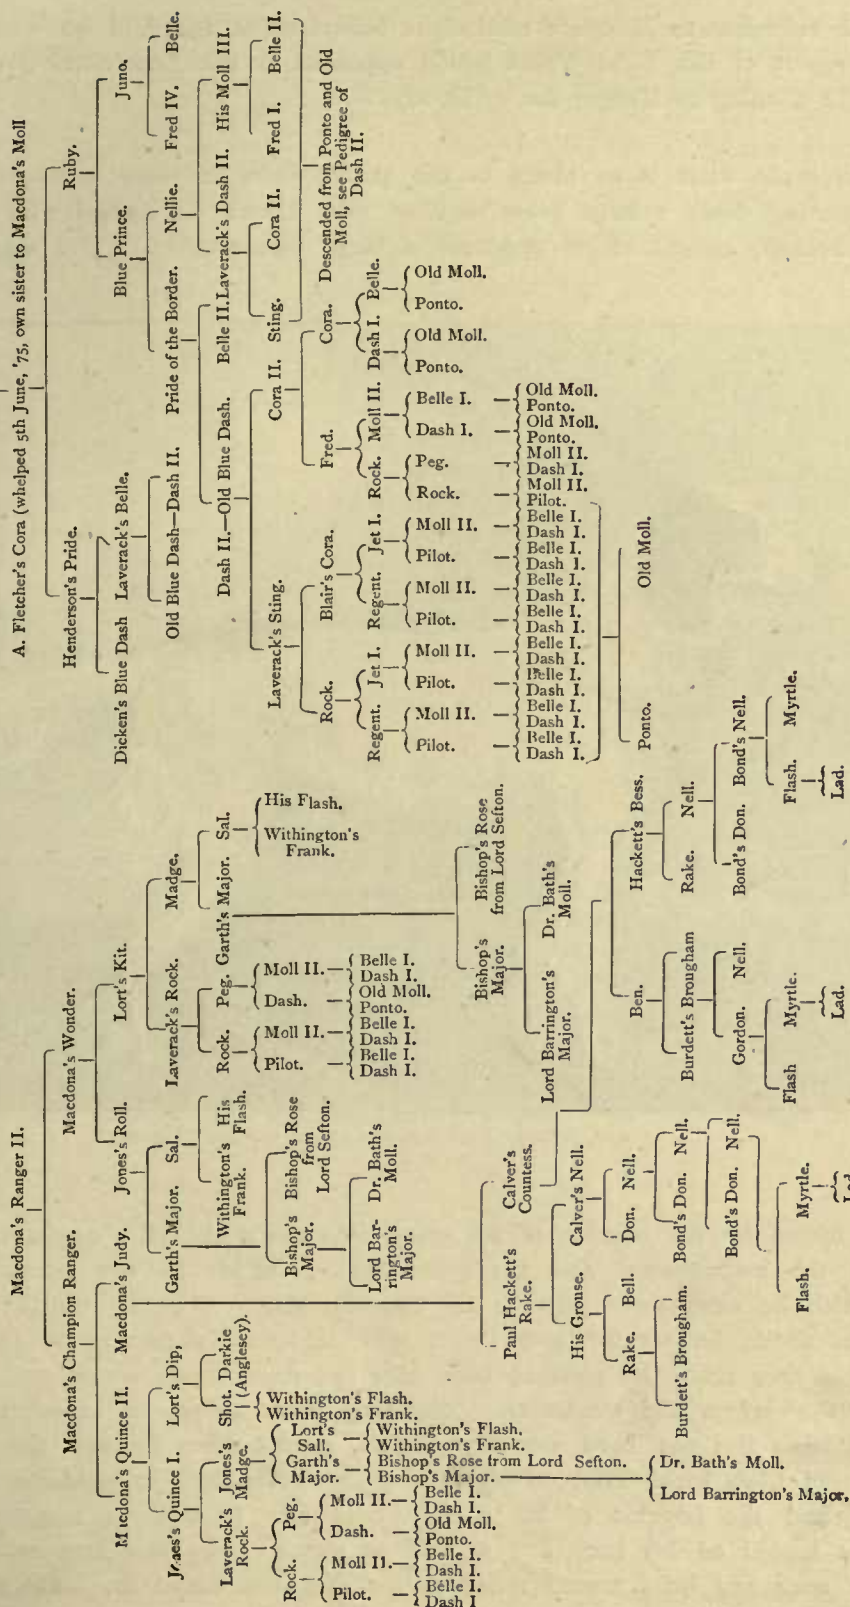 Macdona's Ranger II.
Macdona's Champion Ranger. Macdona's Wonder.
Macdona's Quince II. Macdona's Judy. Jones's Roll. Lort's Kit.
Jones's Quince I. Lort's Dip, Garth's Major. Sal. Laverack's Rock. Madge.
Laverack's Rock. Jones's Madge. Shot. Darkie (Anglesey).
Withington's Frank. His Flash.
Rock. Peg. Garth's Major. Sal.
Rock. Peg. Lort's Sall. Garth's Major.
Withington's Flash.
Withington's Frank.
Withington's Flash.
Withington's Frank.
Bishop's Rose from Lord Sefton.
Bishop's Major.
Dr. Bath's Moll.
Lord Barrington's Major.
Moll II.
Belle I.
Dash I.
Dash.
Old Moll.
Ponto.
Moll II.
Belle I.
Dash I.
Pilot.
Belle I.
Dash I
Bishop's Major. Bishop's Rose from Lord Sefton.
Lord Barrington's Major. Dr. Bath's Moll.
Moll II.
Belle I.
Dash I.
Dash.
Old Moll.
Ponto.
Moll II.
Belle I.
Dash I.
Pilot.
Belle I.
Dash I.
His Flash.
Withington's Frank.
Bishop's Major. Bishop's Rose from Lord Sefton.
Lord Barrington's Major. Dr. Bath's Moll.
Paul Hackett's Rake. Calver's Countess.
His Grouse. Calver's Nell.
Rake. Bell. Don. Nell.
Burdett's Brougham. Bond's Don. Nell.
Bond's Don. Nell.
Flash. Myrtle.
Lad.
Ben. Hackett's Bess.
Burdett's Brougham Nell. Rake. Nell.
Gordon. Bond's Don. Bond's Nell.
Flash Myrtle. Flash. Myrtle.
Lad. Lad.
A. Fletcher's Cora (whelped 5th June, '75, own sister to Macdona's Moll
Henderson's Pride. Ruby.
Dicken's Blue Dash Laverack's Belle. Blue Prince. Juno.
Old Blue Dash—Dash II. Pride of the Border. Nellie. Fred IV. Belle.
Dash II.—Old Blue Dash. Belle II. Laverack's Dash II. His Moll III.
Laverack's Sting. Cora II. Sting. Cora II. Fred I. Belle II.
Descended from Ponto and Old Moll, see Pedigree of Dash II.
Rock. Blair's Cora. Fred. Cora.
Regent. Jet I. Regent. Jet I. Rock. Moll II. Dash I. Belle.
Old Moll.
Ponto.
Old Moll.
Ponto.
Belle I.
Old Moll.
Ponto.
Dash I.
Old Moll.
Ponto.
Peg.
Moll II.
Dash I.
Rock.
Moll II.
Pilot.
Moll II.
Belle I.
Dash I.
Pilot.
Belle I.
Dash I.
Moll II.
Belle I.
Dash I.
Pilot.
Belle I.
Dash I.
Moll II.
Belle I.
Dash I.
Pilot.
Belle I.
Dash I.
Moll II.
Belle I.
Dash I.
Pilot.
Belle I.
Dash I.
Ponto. Old Moll.